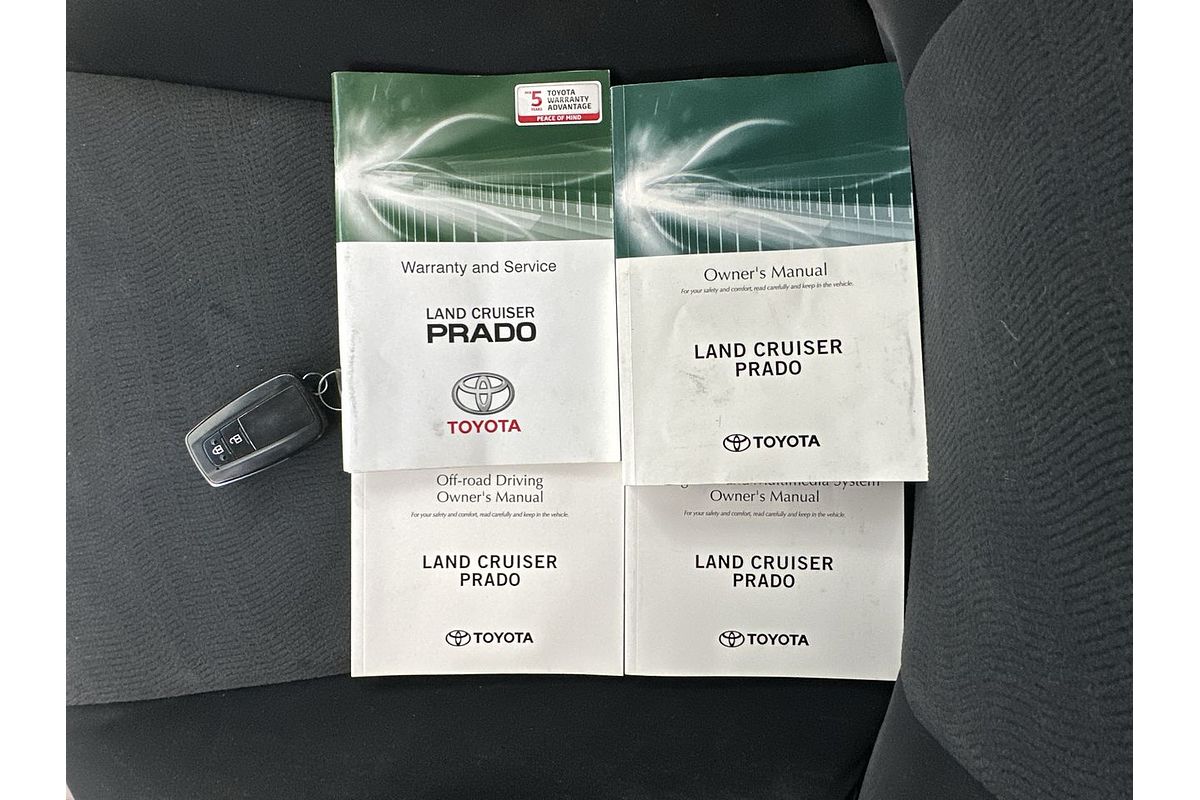 5
YEARS
TOYOTA
WARRANTY
ADVANTAGE
PEACE OF MIND
Warranty and Service
LAND CRUISER
PRADO
TOYOTA
Owner's Manual
For your safety and comfort, read carefully and keep in the vehicle.
LAND CRUISER
PRADO
TOYOTA
Off-road Driving
Owner's Manual
For your safety and comfort, read carefully and keep in the vehicle.
LAND CRUISER
PRADO
TOYOTA
and Multimedia System
Owner's Manual
For your safety and comfort, read carefully and keep in the vehicle.
LAND CRUISER
PRADO
TOYOTA